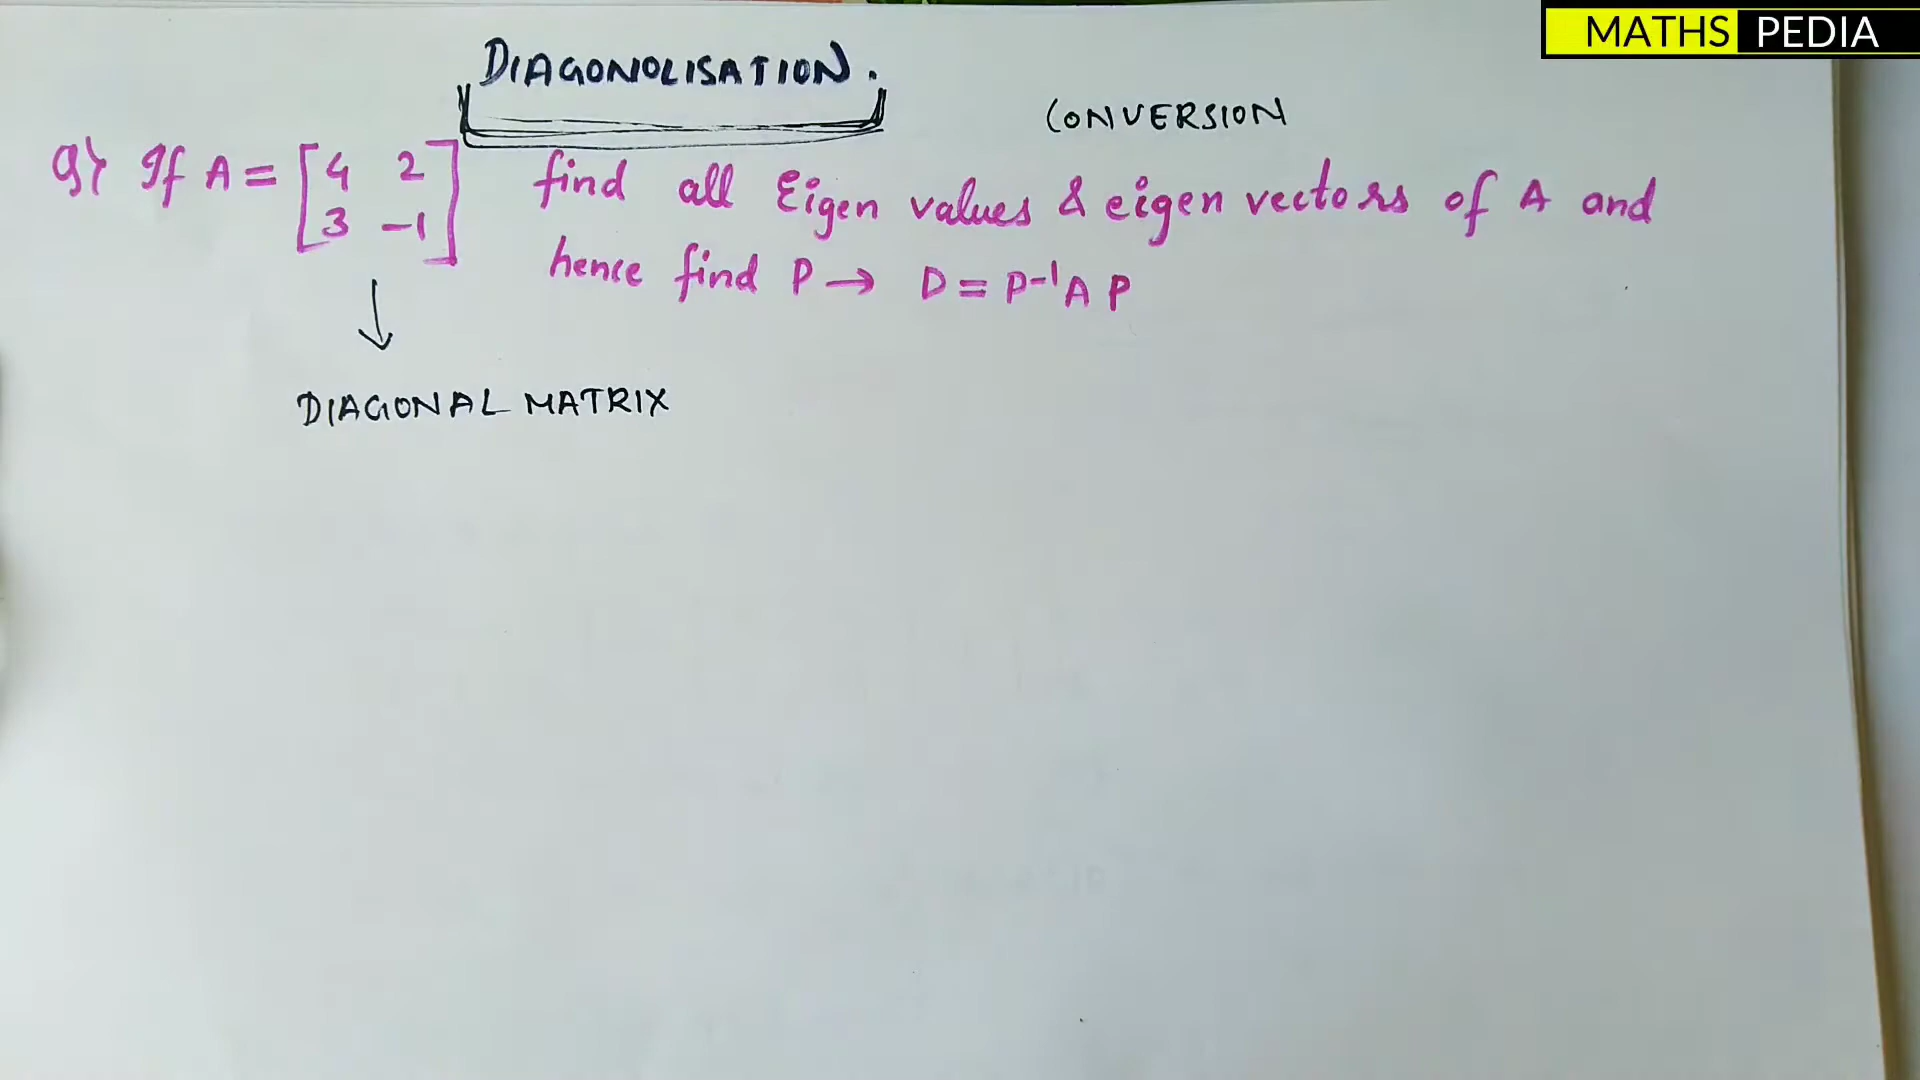 MATHS PEDIA
DIAGONOLISATION.
CONVERSION
Q) If A = [4 2 find all Eigen values & eigen vectors of A and
3 -1] hence find P → D = P-1 A P
↓
DIAGONAL MATRIX